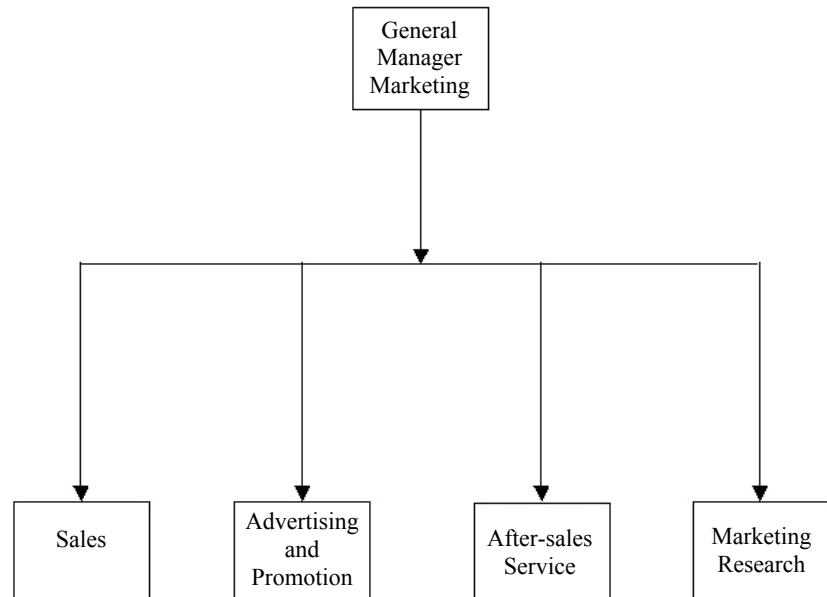 General
Manager
Marketing
Sales
Advertising
and
Promotion
After-sales
Service
Marketing
Research